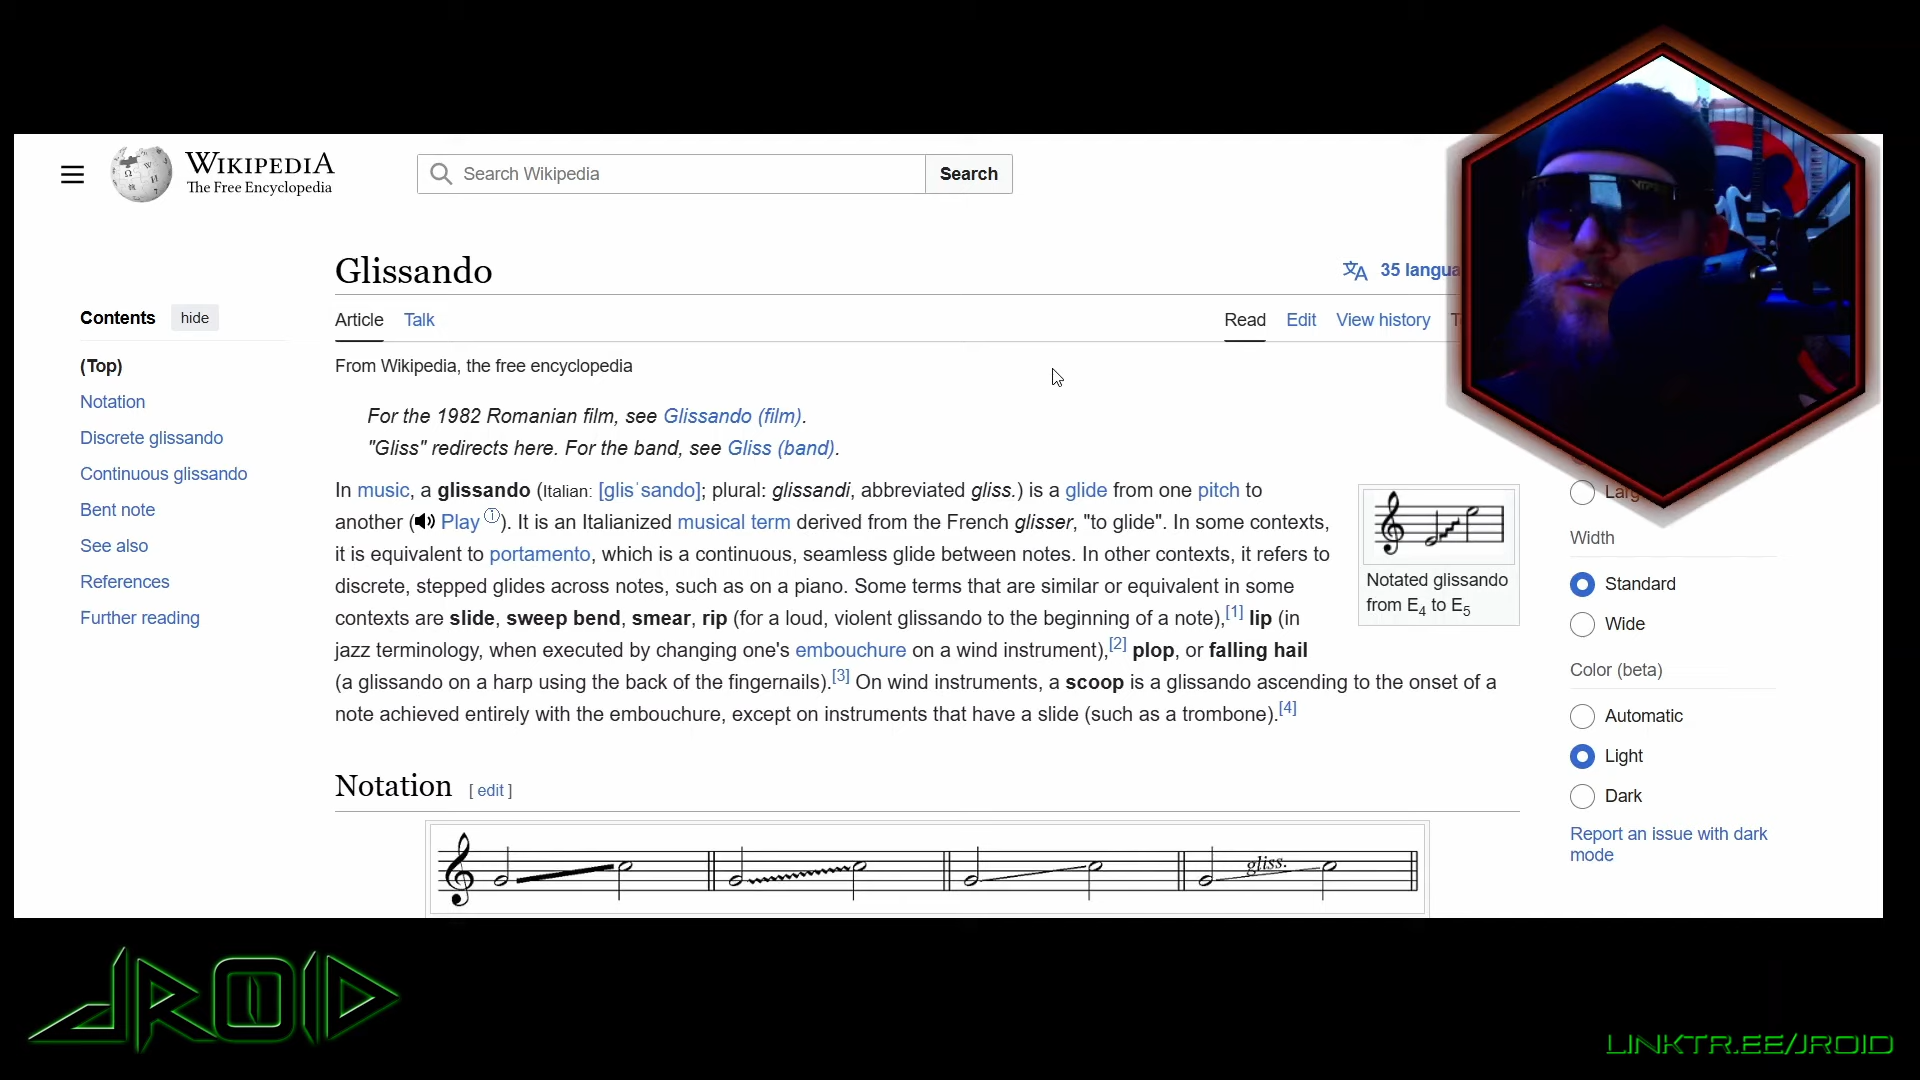 WIKIPEDIA
The Free Encyclopedia
Search Wikipedia
Search
Glissando
35 langua
Contents
hide
Article
Talk
Read
Edit
View history
(Top)
Notation
Discrete glissando
Continuous glissando
Bent note
See also
References
Further reading
From Wikipedia, the free encyclopedia
For the 1982 Romanian film, see Glissando (film).
"Gliss" redirects here. For the band, see Gliss (band).
In music, a glissando (Italian: [glisˈsando]; plural: glissandi, abbreviated gliss.) is a glide from one pitch to
another (Play ⓘ). It is an Italianized musical term derived from the French glisser, "to glide". In some contexts,
it is equivalent to portamento, which is a continuous, seamless glide between notes. In other contexts, it refers to
discrete, stepped glides across notes, such as on a piano. Some terms that are similar or equivalent in some
contexts are slide, sweep bend, smear, rip (for a loud, violent glissando to the beginning of a note),[1] lip (in
jazz terminology, when executed by changing one's embouchure on a wind instrument),[2] plop, or falling hail
(a glissando on a harp using the back of the fingernails).[3] On wind instruments, a scoop is a glissando ascending to the onset of a
note achieved entirely with the embouchure, except on instruments that have a slide (such as a trombone).[4]
Notated glissando
from E4 to E5
Notation [ edit ]
gliss.
Larg
Width
Standard
Wide
Color (beta)
Automatic
Light
Dark
Report an issue with dark
mode
JROID
LINKTR.EE/JROID